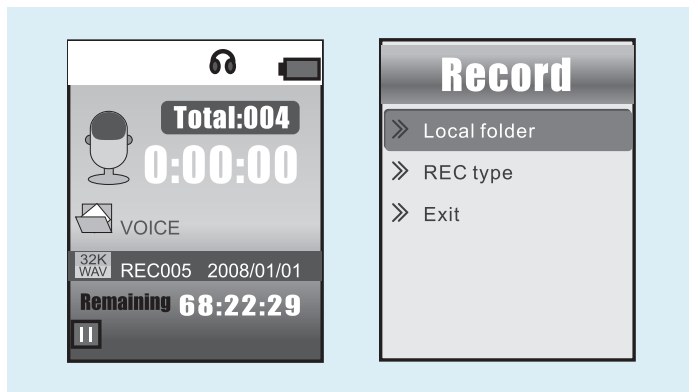 Total:004
0:00:00
VOICE
32K
WAV REC005 2008/01/01
Remaining 68:22:29
Record
Local folder
REC type
Exit